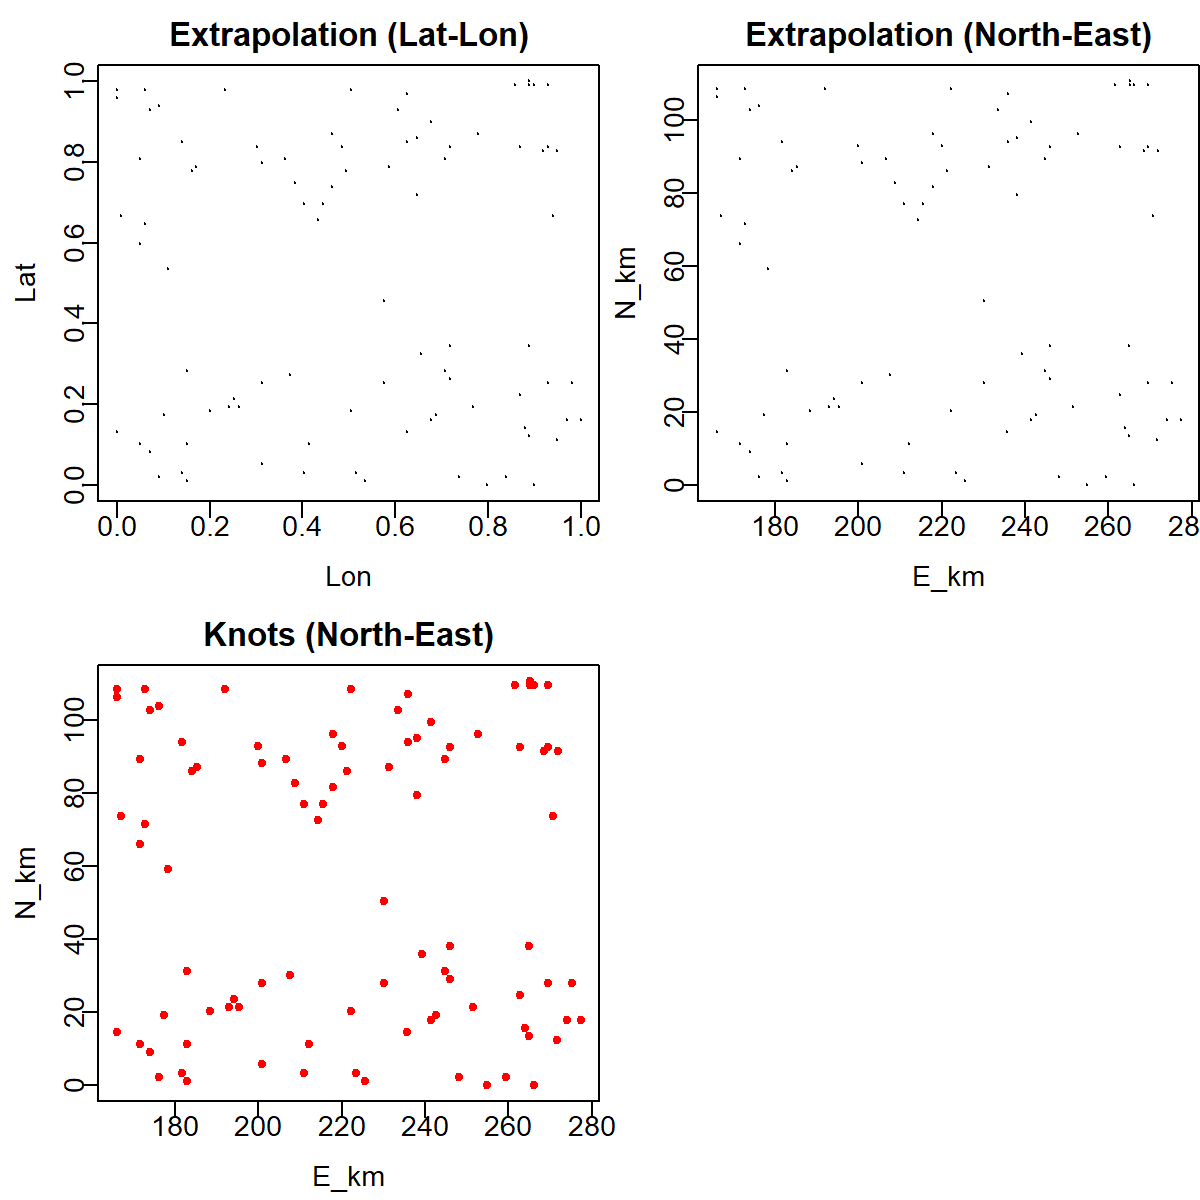 Extrapolation (Lat-Lon)
Lat
1.0
0.8
0.6
0.4
0.2
0.0
0.0 0.2 0.4 0.6 0.8 1.0
Lon
Extrapolation (North-East)
N_km
100
80
60
40
20
0
180 200 220 240 260 28
E_km
Knots (North-East)
N_km
100
80
60
40
20
0
180 200 220 240 260 280
E_km